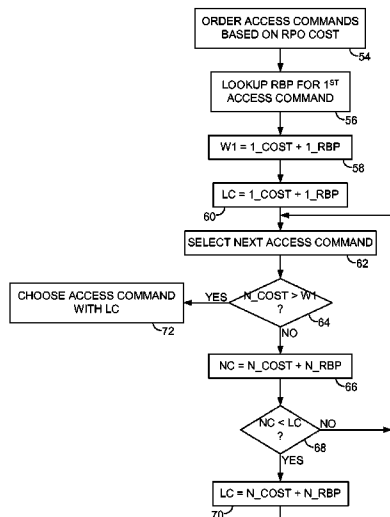 ORDER ACCESS COMMANDS
BASED ON RPO COST
54
LOOKUP RBP FOR 1ST
ACCESS COMMAND
56
W1 = 1_COST + 1_RBP
58
LC = 1_COST + 1_RBP
60
SELECT NEXT ACCESS COMMAND
62
N_COST > W1
?
64
YES
NO
CHOOSE ACCESS COMMAND
WITH LC
72
NC = N_COST + N_RBP
66
NC < LC
?
68
NO
YES
LC = N_COST + N_RBP
70